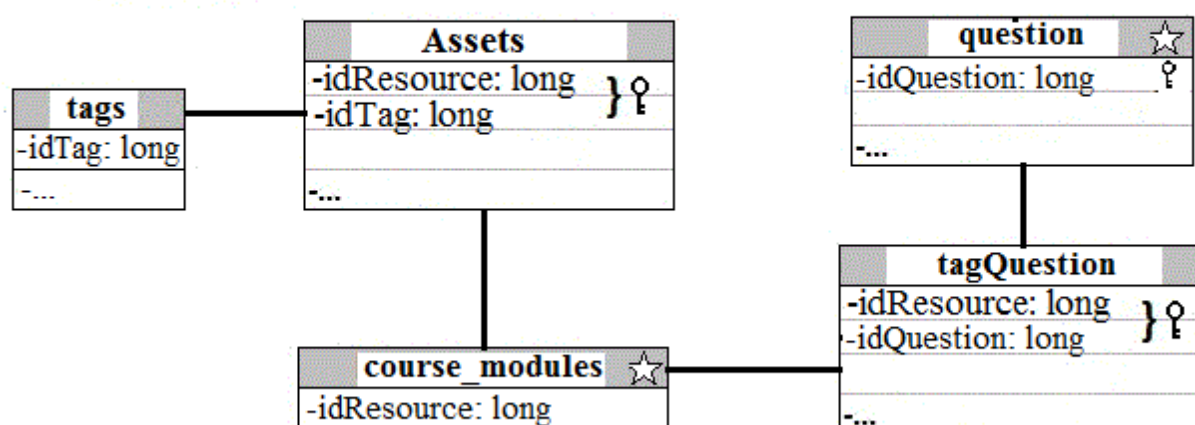 tags
-idTag: long
-...
Assets
-idResource: long
-idTag: long
-...
question
-idQuestion: long
-...
tagQuestion
-idResource: long
-idQuestion: long
-...
course_modules
-idResource: long